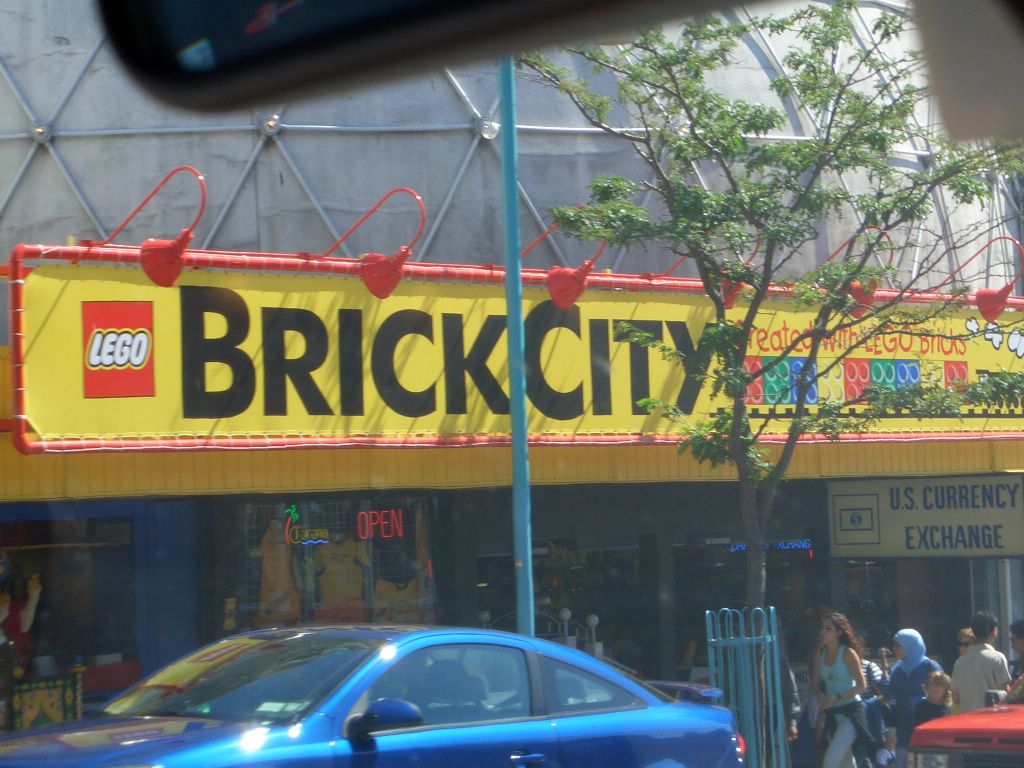 LEGO
BRICKCITY
created with LEGO Bricks
OPEN
U.S. CURRENCY
EXCHANGE